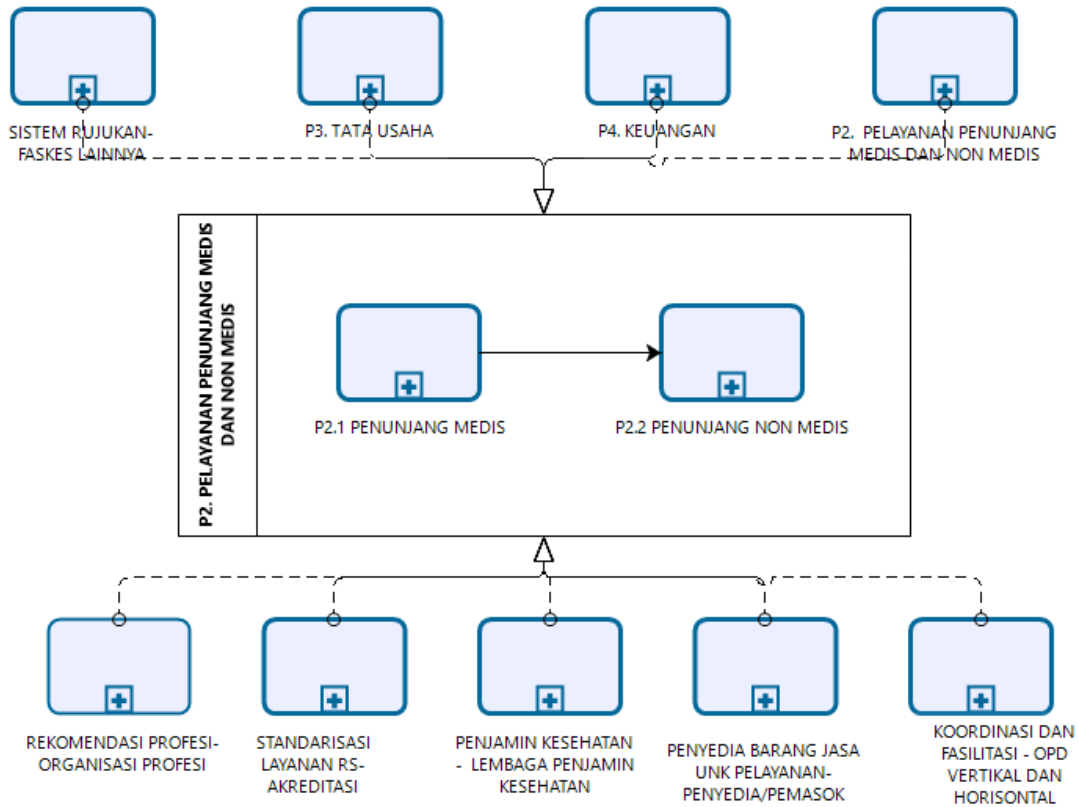 SISTEM RUJUKAN-
FASKES LAINNYA
P3. TATA USAHA
P4. KEUANGAN
P2. PELAYANAN PENUNJANG
MEDIS DAN NON MEDIS
P2. PELAYANAN PENUNJANG MEDIS
DAN NON MEDIS
P2.1 PENUNJANG MEDIS
P2.2 PENUNJANG NON MEDIS
REKOMENDASI PROFESI-
ORGANISASI PROFESI
STANDARISASI
LAYANAN RS-
AKREDITASI
PENJAMIN KESEHATAN
- LEMBAGA PENJAMIN
KESEHATAN
PENYEDIA BARANG JASA
UNK PELAYANAN-
PENYEDIA/PEMASOK
KOORDINASI DAN
FASILITASI - OPD
VERTIKAL DAN
HORISONTAL